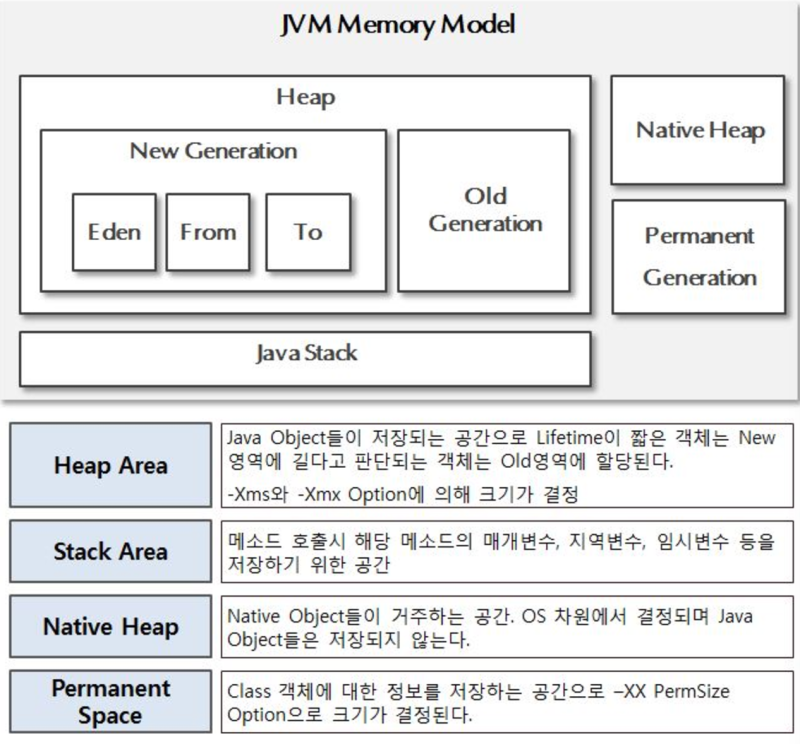 JVM Memory Model
Heap
New Generation
Eden
From
To
Old
Generation
Native Heap
Permanent
Generation
Java Stack
Heap Area
Java Object들이 저장되는 공간으로 Lifetime이 짧은 객체는 New
영역에 길다고 판단되는 객체는 Old영역에 할당된다.
-Xms와 -Xmx Option에 의해 크기가 결정
Stack Area
메소드 호출시 해당 메소드의 매개변수, 지역변수, 임시변수 등을
저장하기 위한 공간
Native Heap
Native Object들이 거주하는 공간. OS 차원에서 결정되며 Java
Object들은 저장되지 않는다.
Permanent
Space
Class 객체에 대한 정보를 저장하는 공간으로 –XX PermSize
Option으로 크기가 결정된다.